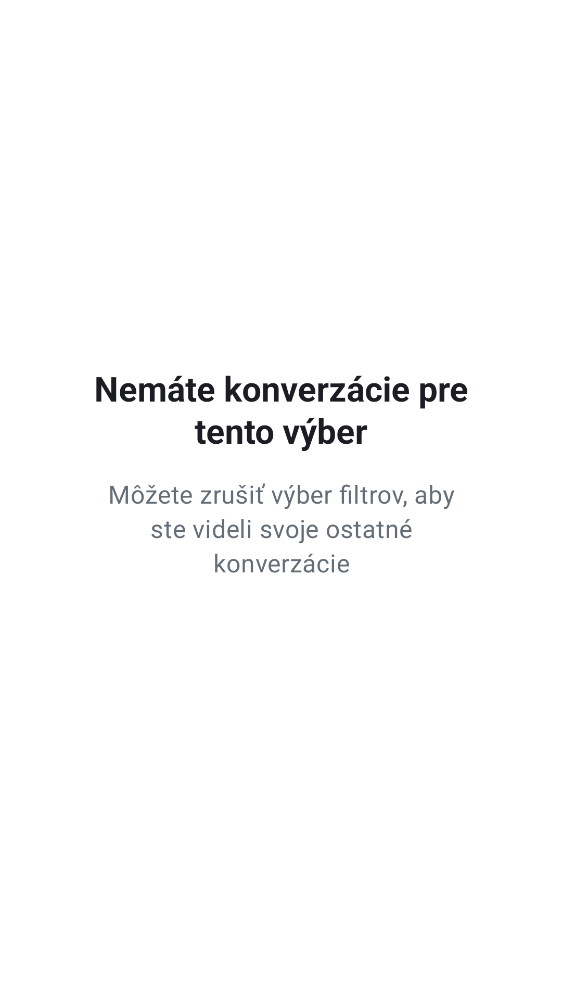 Nemáte konverzácie pre
tento výber
Môžete zrušiť výber filtrov, aby
ste videli svoje ostatné
konverzácie